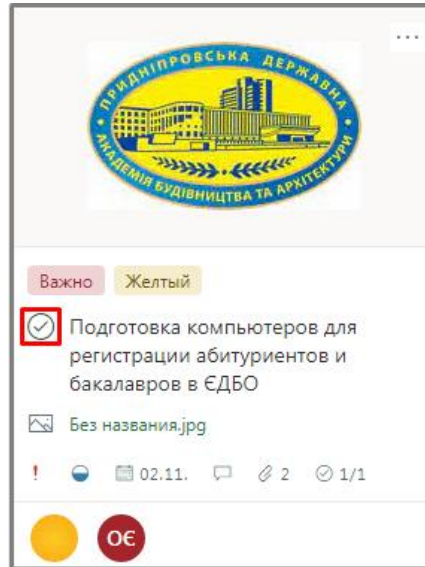 ...
ПРИДНІПРОВСЬКА ДЕРЖАВНА
АКАДЕМІЯ БУДІВНИЦТВА ТА АРХІТЕКТУРИ
Важно Желтый
Подготовка компьютеров для
регистрации абитуриентов и
бакалавров в ЄДБО
Без названия.jpg
! 02.11. 2 1/1
ОЄ